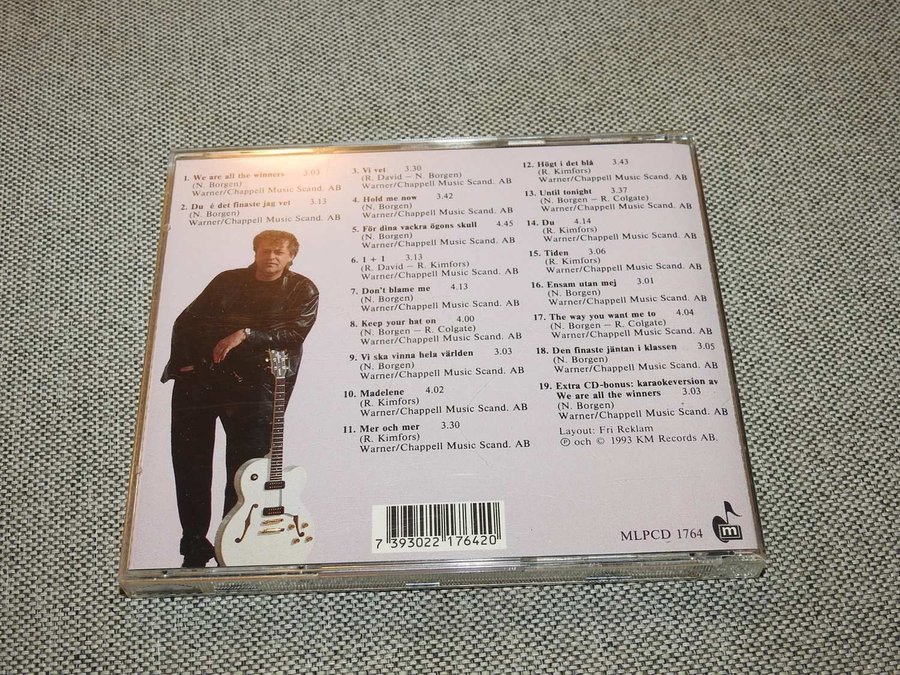 1. We are all the winners 3.03
(N. Borgen)
Warner/Chappell Music Scand. AB
2. Du é det finaste jag vet 3.13
(N. Borgen)
Warner/Chappell Music Scand. AB
3. Vi vet 3.30
(R. David – N. Borgen)
Warner/Chappell Music Scand. AB
4. Hold me now 3.42
(N. Borgen)
Warner/Chappell Music Scand. AB
5. För dina vackra ögons skull 4.45
(N. Borgen)
Warner/Chappell Music Scand. AB
6. 1 + 1 3.13
(R. David – R. Kimfors)
Warner/Chappell Music Scand. AB
7. Don't blame me 4.13
(N. Borgen)
Warner/Chappell Music Scand. AB
8. Keep your hat on 4.00
(N. Borgen – R. Colgate)
Warner/Chappell Music Scand. AB
9. Vi ska vinna hela världen 3.03
(N. Borgen)
Warner/Chappell Music Scand. AB
10. Madelene 4.02
(R. Kimfors)
Warner/Chappell Music Scand. AB
11. Mer och mer 3.30
(R. Kimfors)
Warner/Chappell Music Scand. AB
12. Högt i det blå 3.43
(R. Kimfors)
Warner/Chappell Music Scand. AB
13. Until tonight 3.37
(N. Borgen – R. Colgate)
Warner/Chappell Music Scand. AB
14. Du 4.14
(R. Kimfors)
Warner/Chappell Music Scand. AB
15. Tiden 3.06
(R. Kimfors)
Warner/Chappell Music Scand. AB
16. Ensam utan mej 3.01
(N. Borgen)
Warner/Chappell Music Scand. AB
17. The way you want me to 4.04
(N. Borgen – R. Colgate)
Warner/Chappell Music Scand. AB
18. Den finaste jäntan i klassen 3.05
(N. Borgen)
Warner/Chappell Music Scand. AB
19. Extra CD-bonus: karaokeversion av
We are all the winners 3.03
(N. Borgen)
Warner/Chappell Music Scand. AB
Layout: Fri Reklam
℗ och © 1993 KM Records AB.
7 393022 176420
MLPCD 1764
m